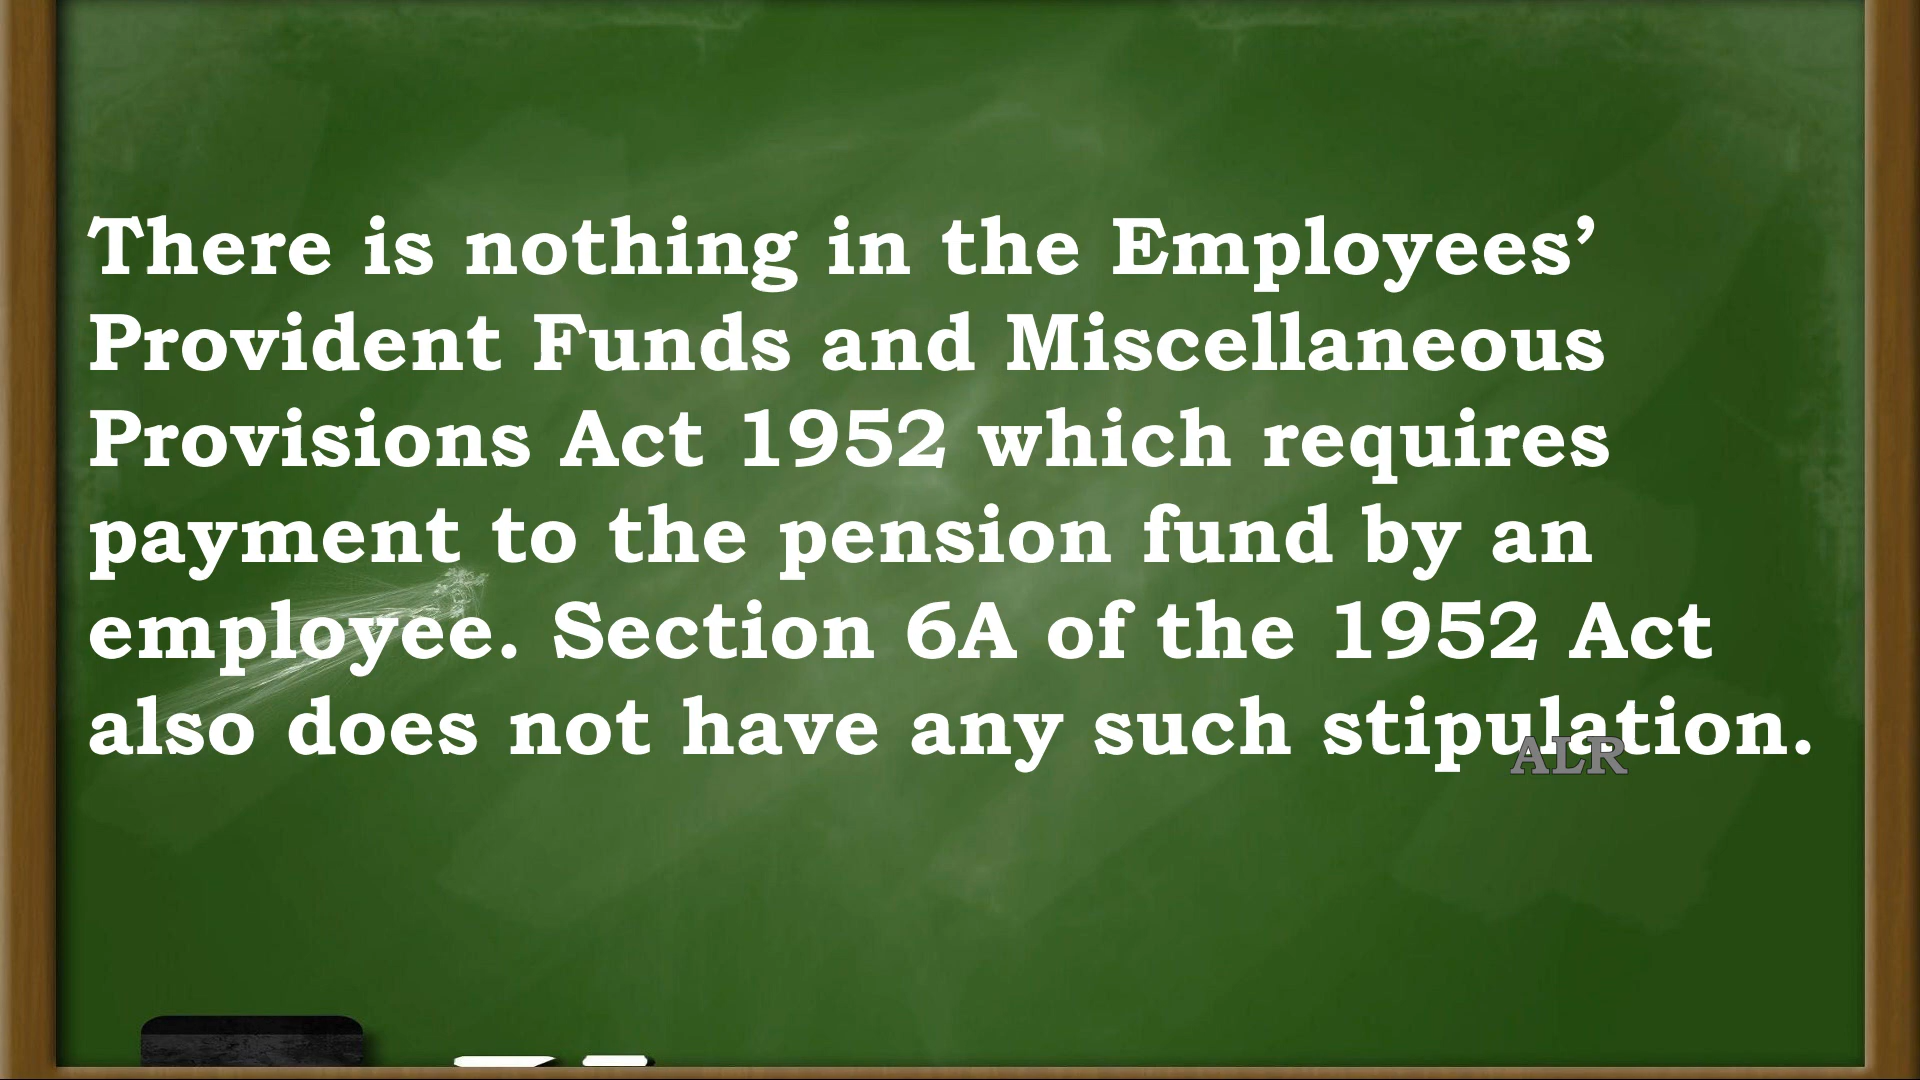 There is nothing in the Employees’
Provident Funds and Miscellaneous
Provisions Act 1952 which requires
payment to the pension fund by an
employee. Section 6A of the 1952 Act
also does not have any such stipulation.
ALR